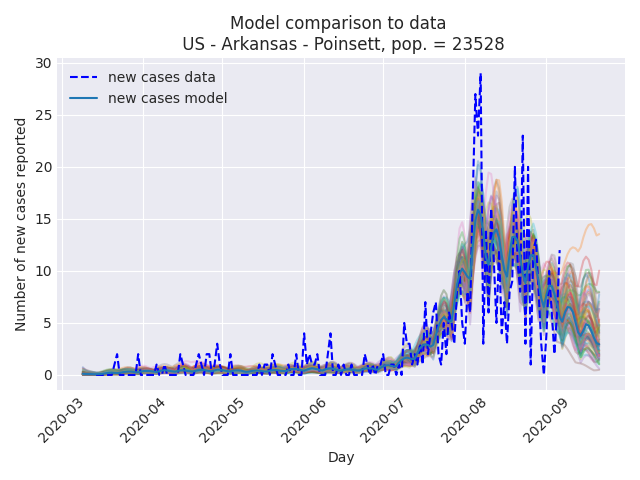 Model comparison to data
US - Arkansas - Poinsett, pop. = 23528
30
25
20
15
10
5
0
Number of new cases reported
new cases data
new cases model
2020-03
2020-04
2020-05
2020-06
2020-07
2020-08
2020-09
Day